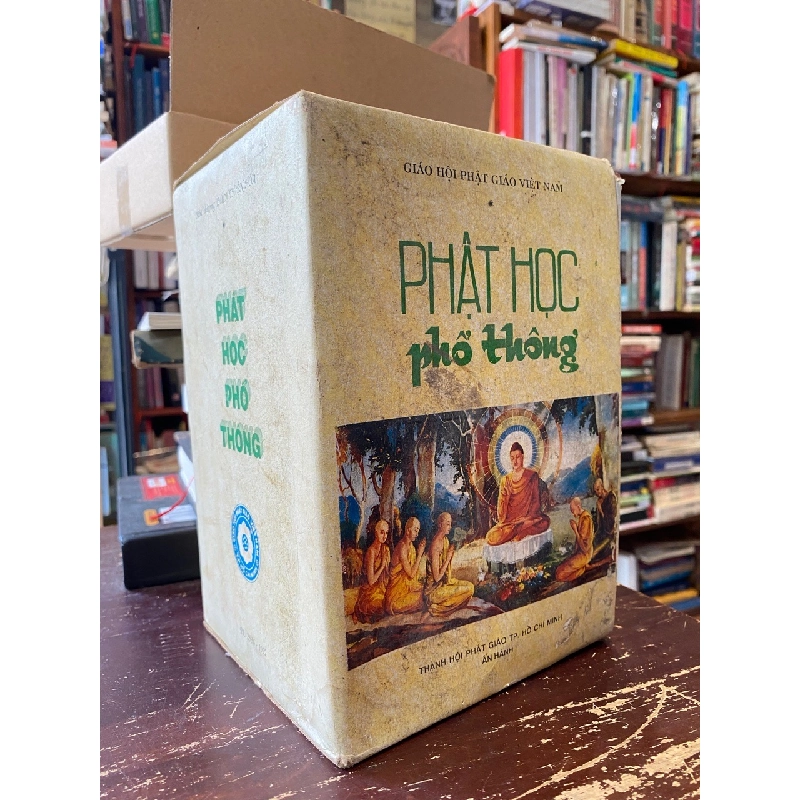 GIÁO HỘI PHẬT GIÁO VIỆT NAM
*
PHẬT HỌC
phổ thông
THÀNH HỘI PHẬT GIÁO TP. HỒ CHÍ MINH
ẤN HÀNH
PHẬT
HỌC
PHỔ
THÔNG